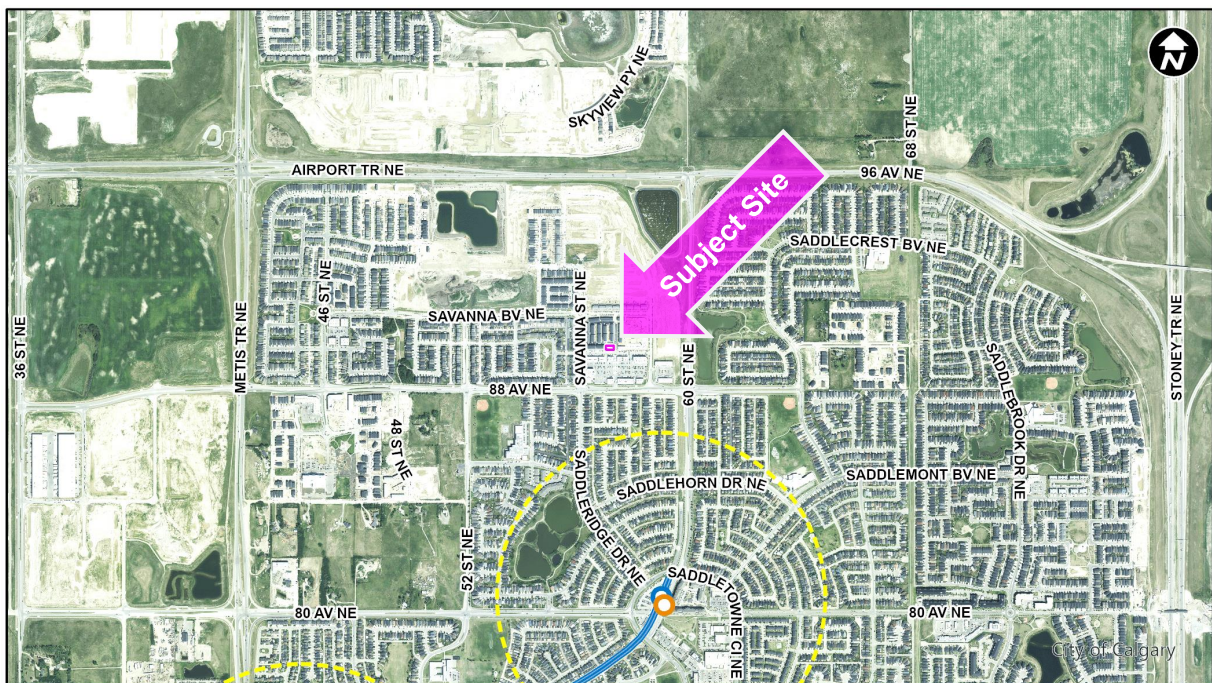 N
SKYVIEW PY NE
68 ST NE
AIRPORT TR NE
96 AV NE
Subject Site
SADDLECREST BV NE
46 ST NE
SAVANNA ST NE
SAVANNA BV NE
36 ST NE
METIS TR NE
60 ST NE
STONEY TR NE
SADDLEBROOK DR NE
88 AV NE
48 ST NE
SADDLERIDGE DR NE
SADDLEHORN DR NE
SADDLEMONT BV NE
52 ST NE
SADDLETOWNE CI NE
80 AV NE
80 AV NE
City of Calgary